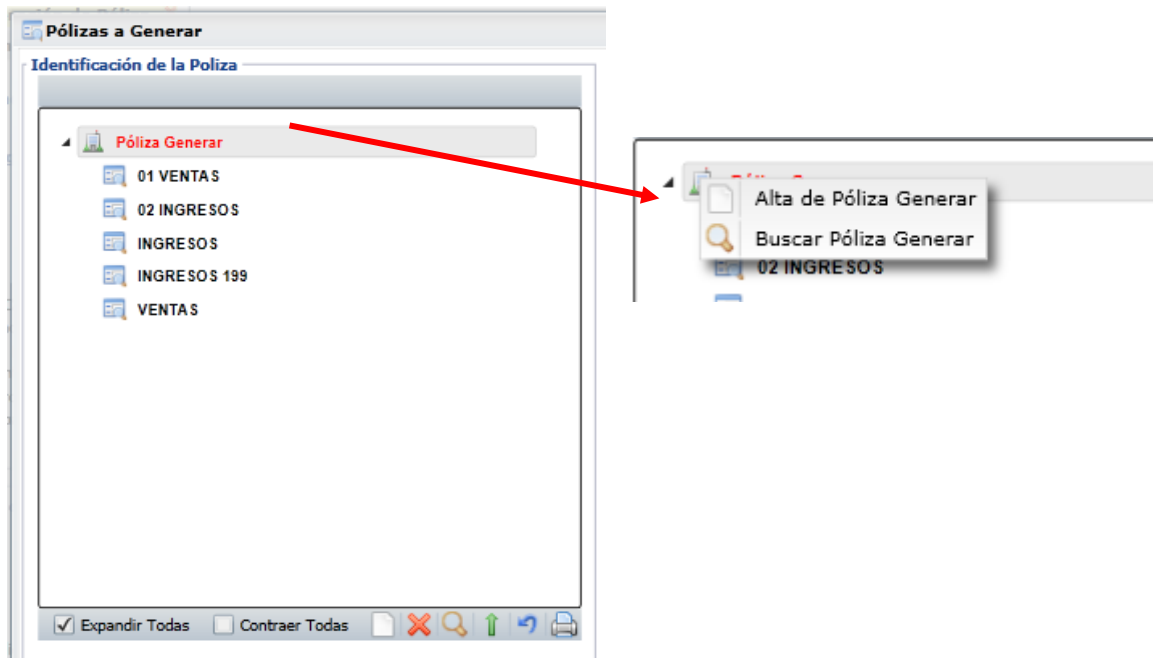 Pólizas a Generar
Identificación de la Poliza
Póliza Generar
01 VENTAS
02 INGRESOS
INGRESOS
INGRESOS 199
VENTAS
Expandir Todas Contraer Todas
Alta de Póliza Generar
Buscar Póliza Generar
02 INGRESOS